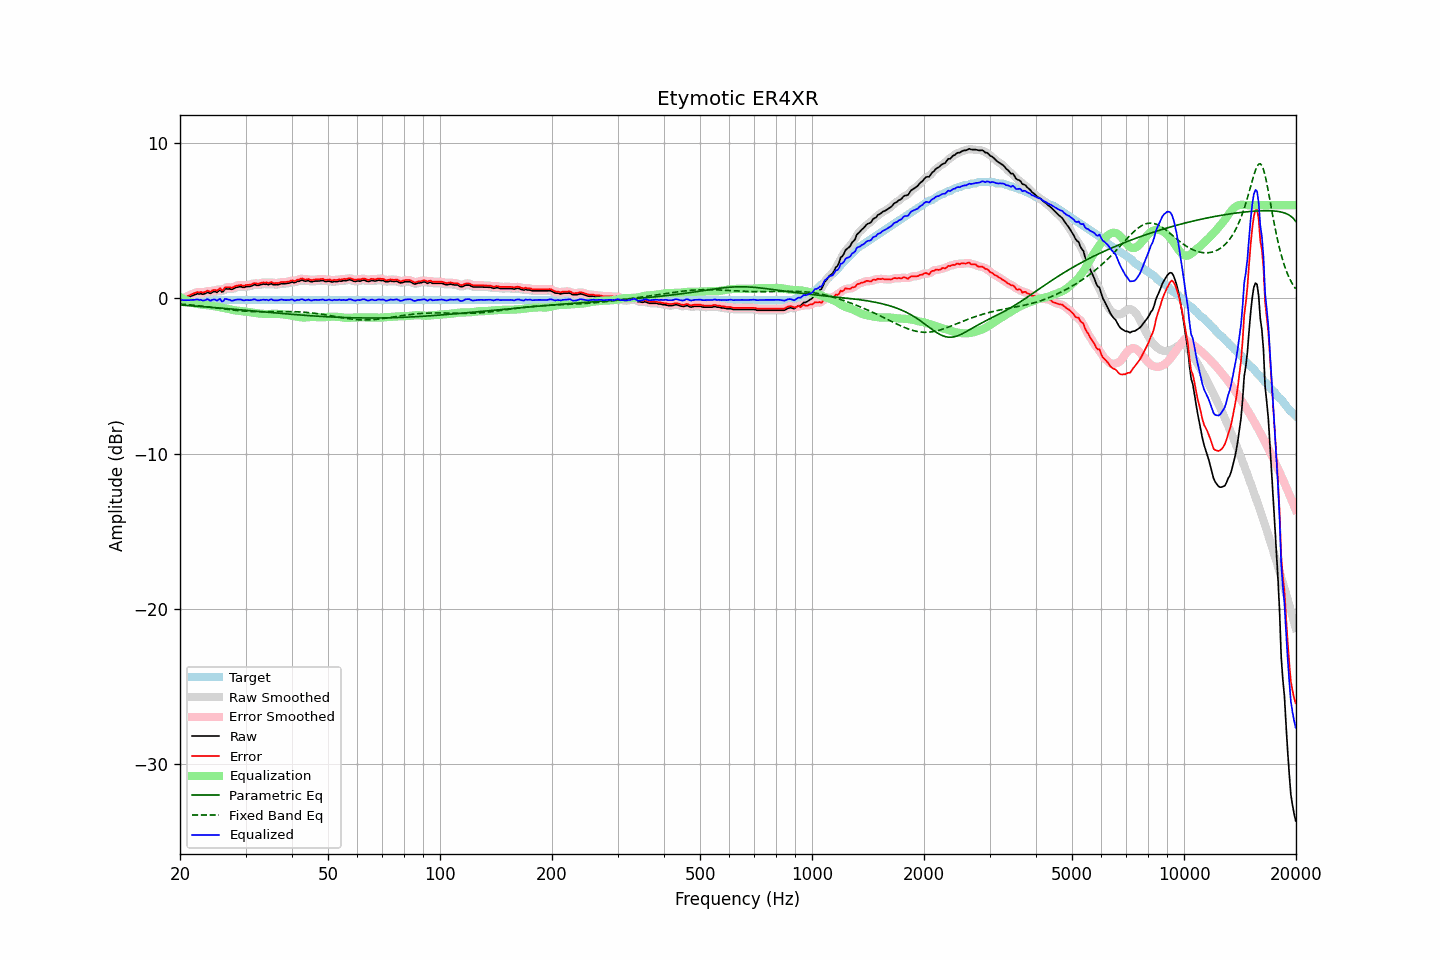 Etymotic ER4XR
Amplitude (dBr)
10
0
−10
−20
−30
Target
Raw Smoothed
Error Smoothed
Raw
Error
Equalization
Parametric Eq
Fixed Band Eq
Equalized
20 50 100 200 500 1000 2000 5000 10000 20000
Frequency (Hz)